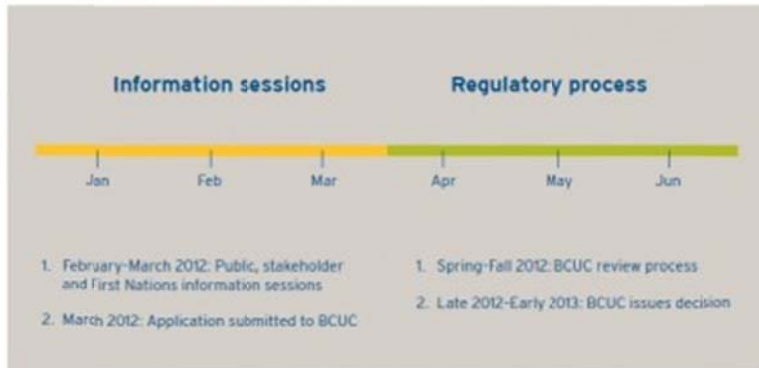 Information sessions
Regulatory process
Jan Feb Mar Apr May Jun
1. February-March 2012: Public, stakeholder
and First Nations information sessions
2. March 2012: Application submitted to BCUC
1. Spring-Fall 2012: BCUC review process
2. Late 2012-Early 2013: BCUC issues decision